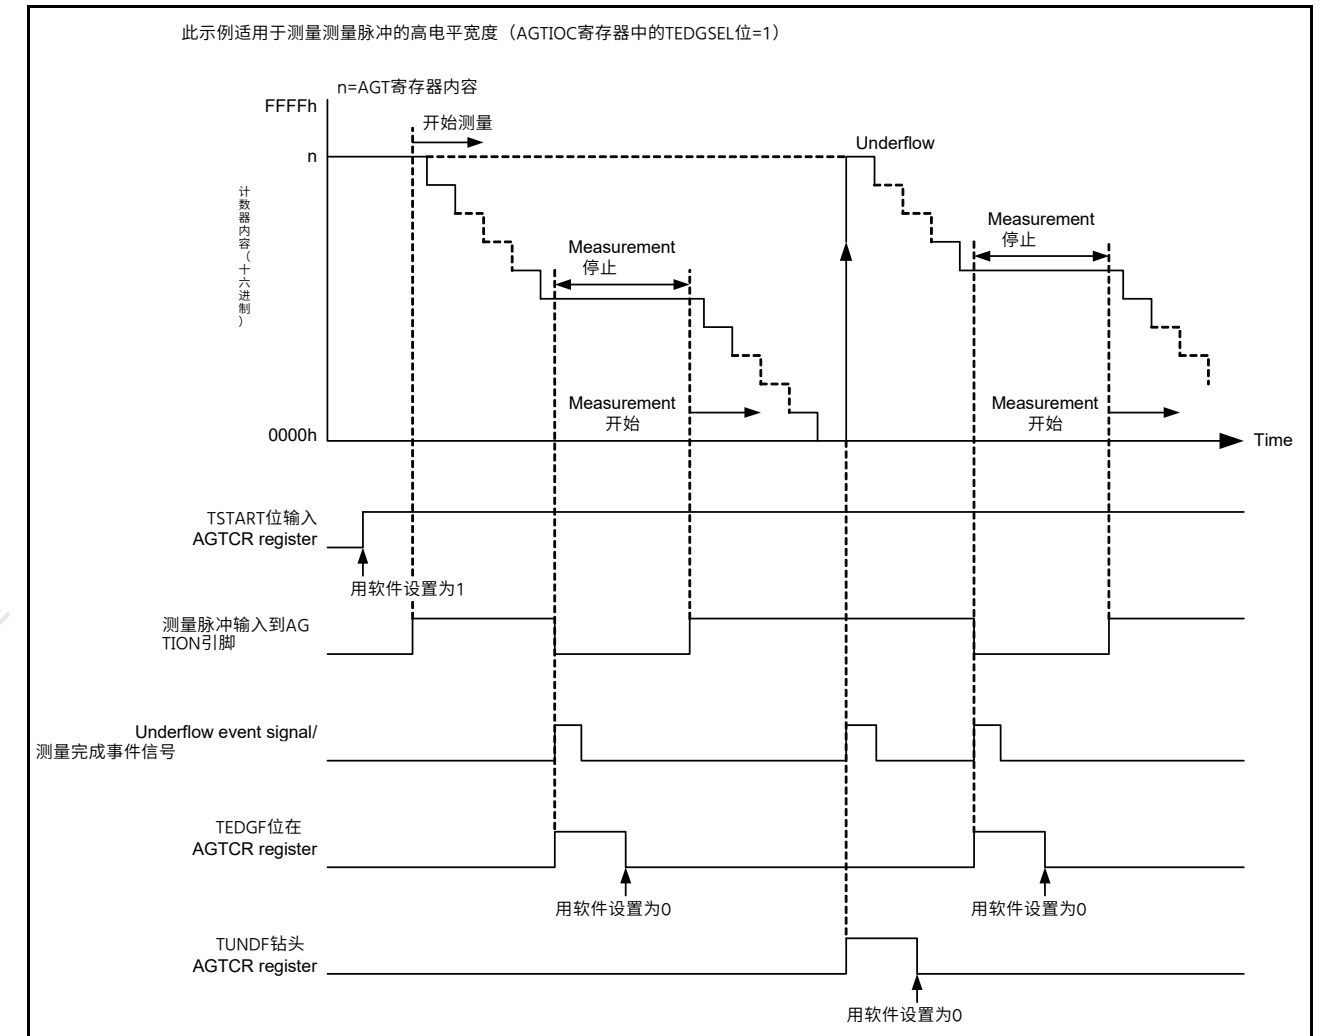 此示例适用于测量测量脉冲的高电平宽度（AGTIOC寄存器中的TEDGSEL位=1）
n=AGT寄存器内容
FFFFh
开始测量
n
Underflow
计数器内容（十六进制）
Measurement
停止
Measurement
停止
Measurement
开始
Measurement
开始
0000h
Time
TSTART位输入
AGTCR register
用软件设置为1
测量脉冲输入到AG
TION引脚
Underflow event signal/
测量完成事件信号
TEDGF位在
AGTCR register
用软件设置为0
用软件设置为0
TUNDF钻头
AGTCR register
用软件设置为0